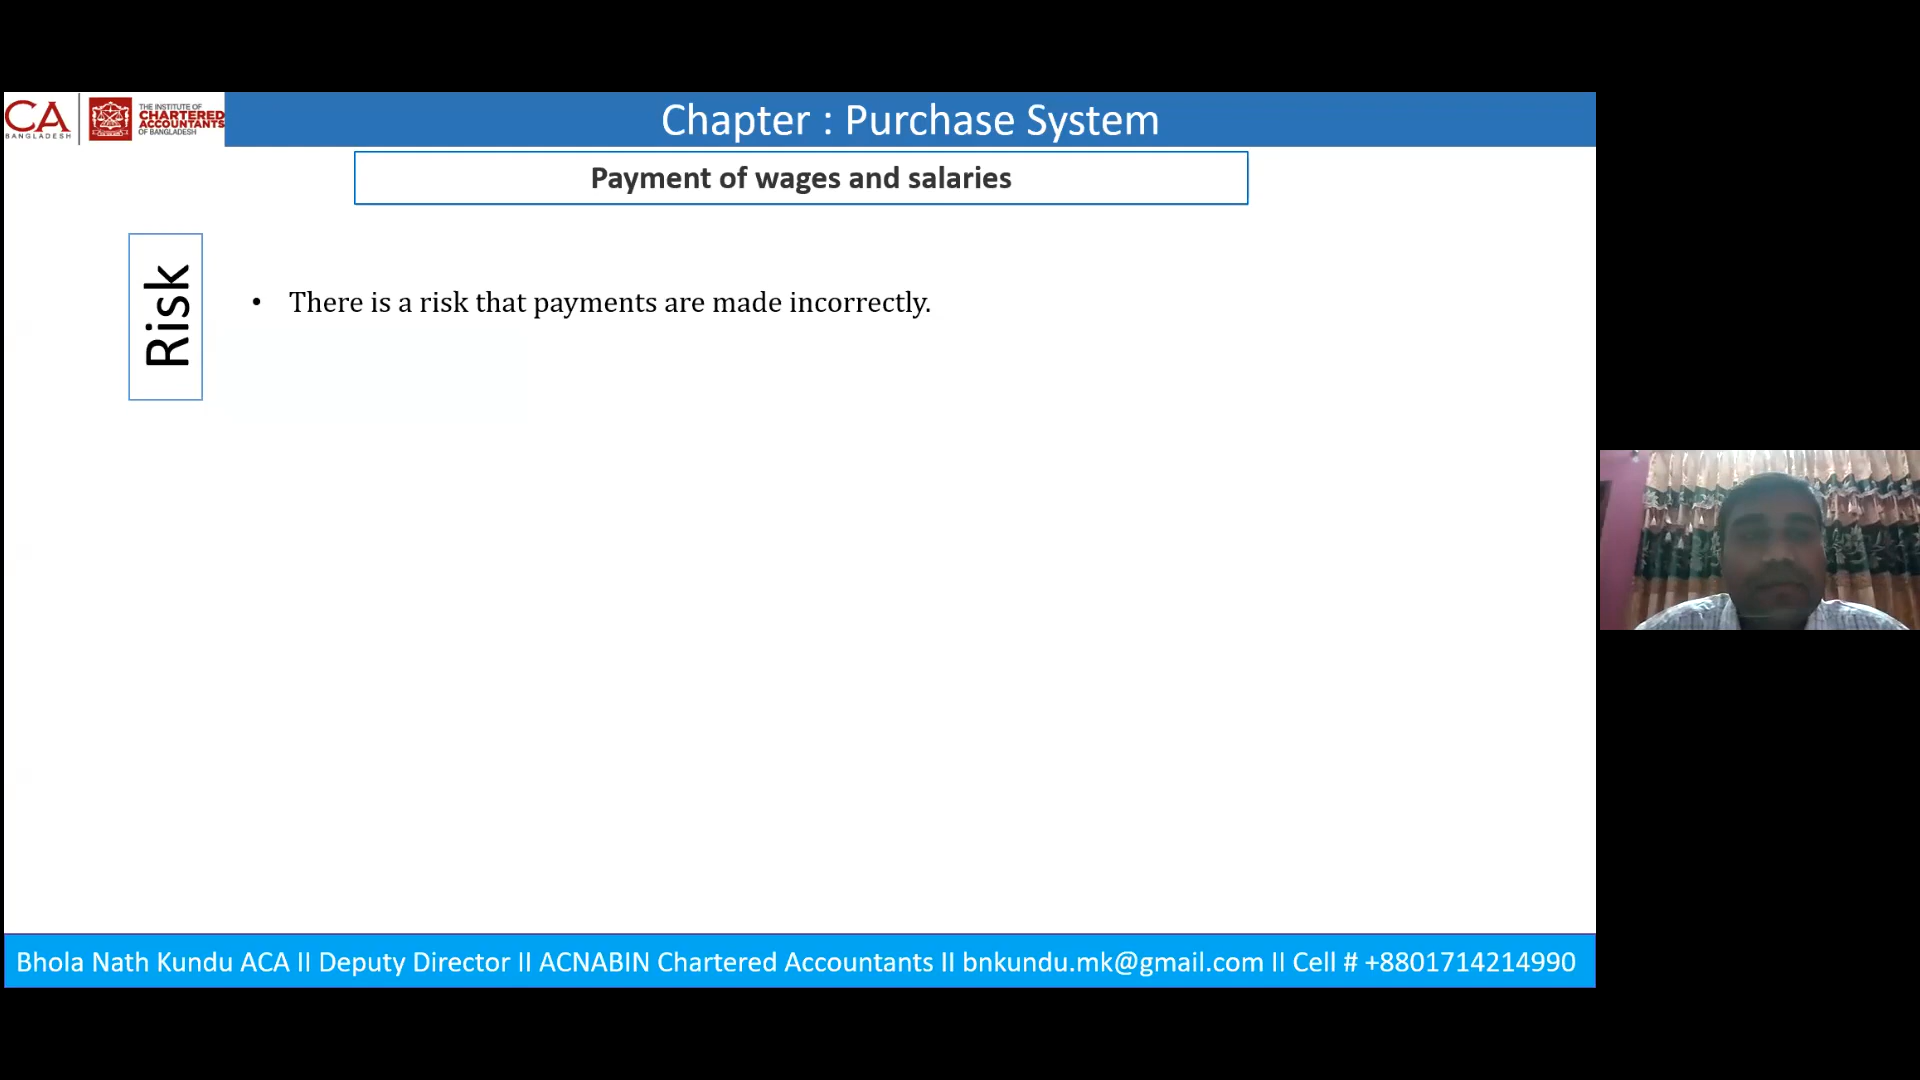 CA
BANGLADESH
THE INSTITUTE OF
CHARTERED
ACCOUNTANTS
OF BANGLADESH
Chapter : Purchase System
Payment of wages and salaries
Risk
• There is a risk that payments are made incorrectly.
Bhola Nath Kundu ACA II Deputy Director II ACNABIN Chartered Accountants II bnkundu.mk@gmail.com II Cell # +8801714214990